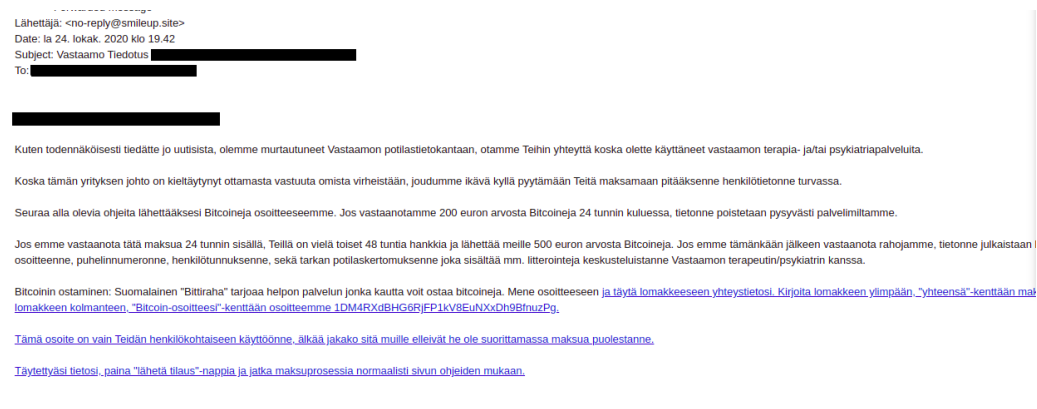 Forwarded message
Lähettäjä: <no-reply@smileup.site>
Date: la 24. lokak. 2020 klo 19.42
Subject: Vastaamo Tiedotus
To:
Kuten todennäköisesti tiedätte jo uutisista, olemme murtautuneet Vastaamon potilastietokantaan, otamme Teihin yhteyttä koska olette käyttäneet vastaamon terapia- ja/tai psykiatriapalveluita.
Koska tämän yrityksen johto on kieltäytynyt ottamasta vastuuta omista virheistään, joudumme ikävä kyllä pyytämään Teitä maksamaan pitääksenne henkilötietonne turvassa.
Seuraa alla olevia ohjeita lähettääksesi Bitcoineja osoitteeseemme. Jos vastaanotamme 200 euron arvosta Bitcoineja 24 tunnin kuluessa, tietonne poistetaan pysyvästi palvelimiltamme.
Jos emme vastaanota tätä maksua 24 tunnin sisällä, Teillä on vielä toiset 48 tuntia hankkia ja lähettää meille 500 euron arvosta Bitcoineja. Jos emme tämänkään jälkeen vastaanota rahojamme, tietonne julkaistaan
osoitteenne, puhelinnumeronne, henkilötunnuksenne, sekä tarkan potilaskertomuksenne joka sisältää mm. litterointeja keskusteluistanne Vastaamon terapeutin/psykiatrin kanssa.
Bitcoinin ostaminen: Suomalainen "Bittiraha" tarjoaa helpon palvelun jonka kautta voit ostaa bitcoineja. Mene osoitteeseen ja täytä lomakkeeseen yhteystietosi. Kirjoita lomakkeen ylimpään, "yhteensä"-kenttään
lomakkeen kolmanteen, "Bitcoin-osoitteesi"-kenttään osoitteemme 1DM4RXdBHG6RjFP1kV8EuNXxDh9BfnuzPg.
Tämä osoite on vain Teidän henkilökohtaiseen käyttöönne, älkää jakako sitä muille elleivät he ole suorittamassa maksua puolestanne.
Täytettyäsi tietosi, paina "lähetä tilaus"-nappia ja jatka maksuprosessia normaalisti sivun ohjeiden mukaan.